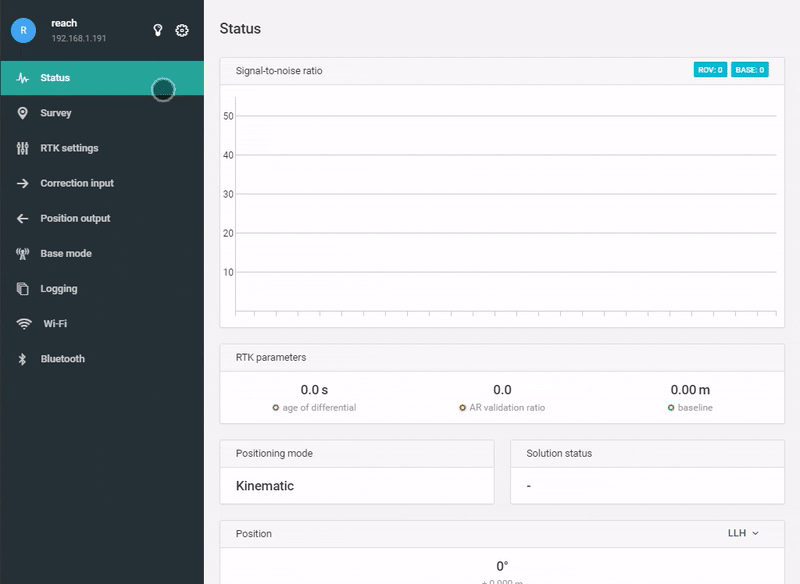 R
reach
192.168.1.191
Status
Survey
RTK settings
Correction input
Position output
Base mode
Logging
Wi-Fi
Bluetooth
Status
Signal-to-noise ratio
ROV: 0 BASE: 0
50
40
30
20
10
RTK parameters
0.0 s 0.0 0.00 m
age of differential AR validation ratio baseline
Positioning mode
Kinematic
Solution status
-
Position LLH
0°
± 0.000 m